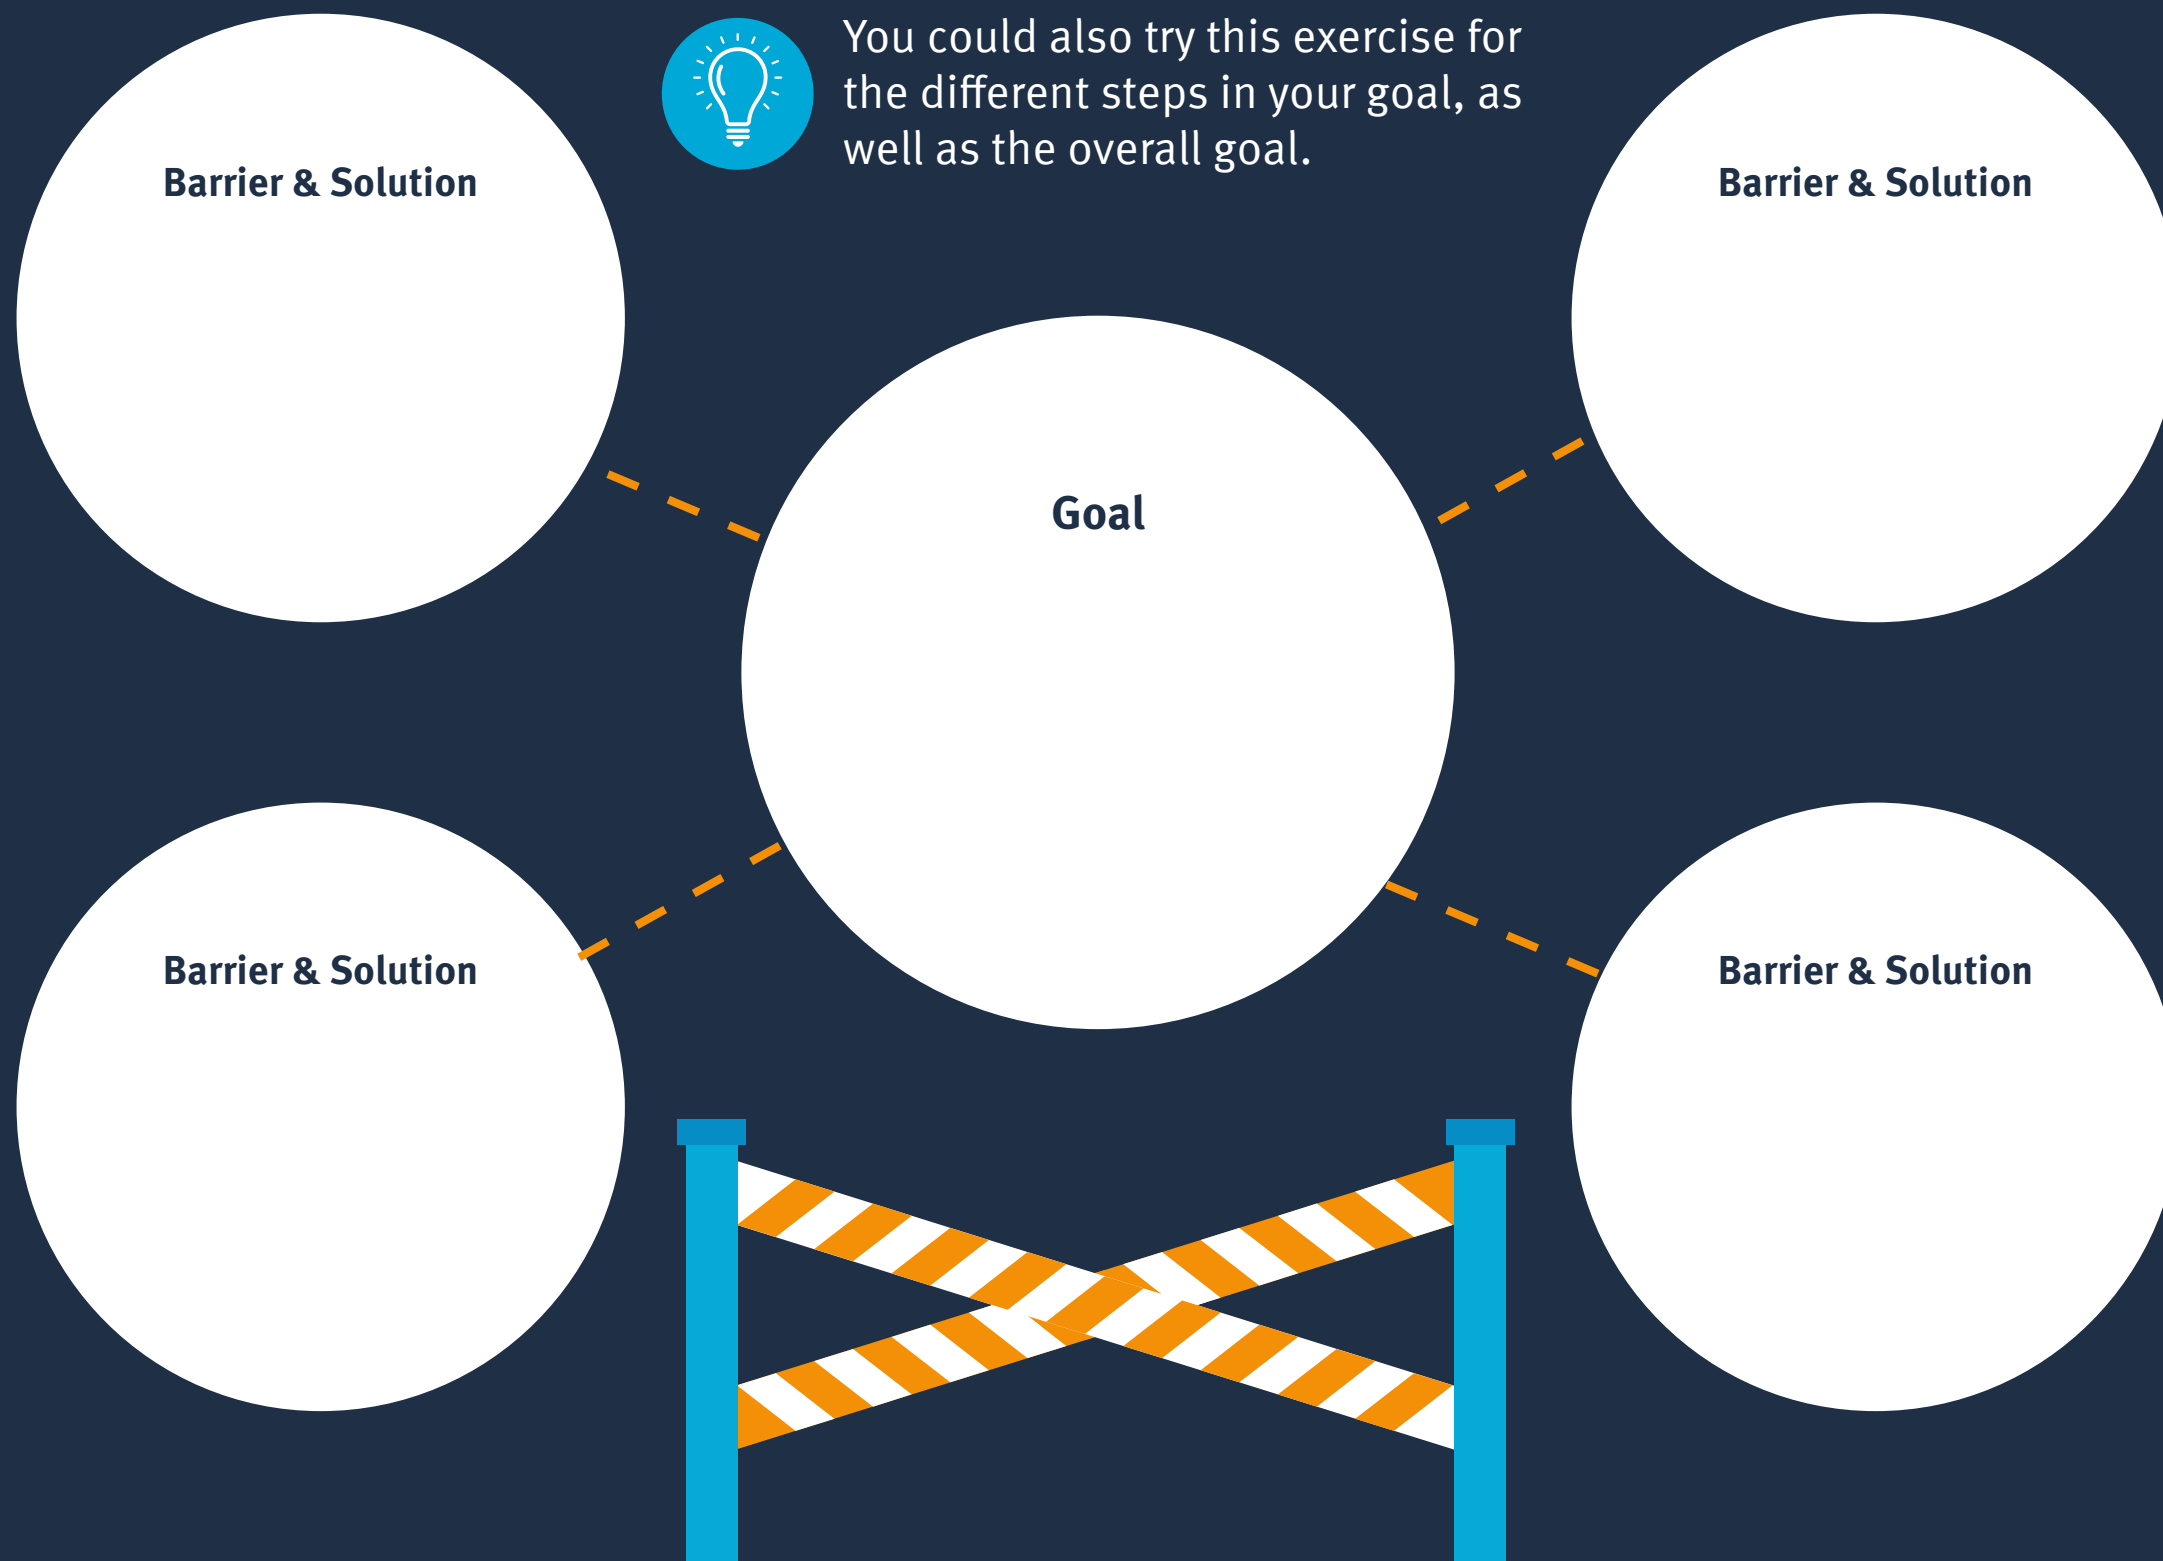 You could also try this exercise for
the different steps in your goal, as
well as the overall goal.
Barrier & Solution
Barrier & Solution
Goal
Barrier & Solution
Barrier & Solution